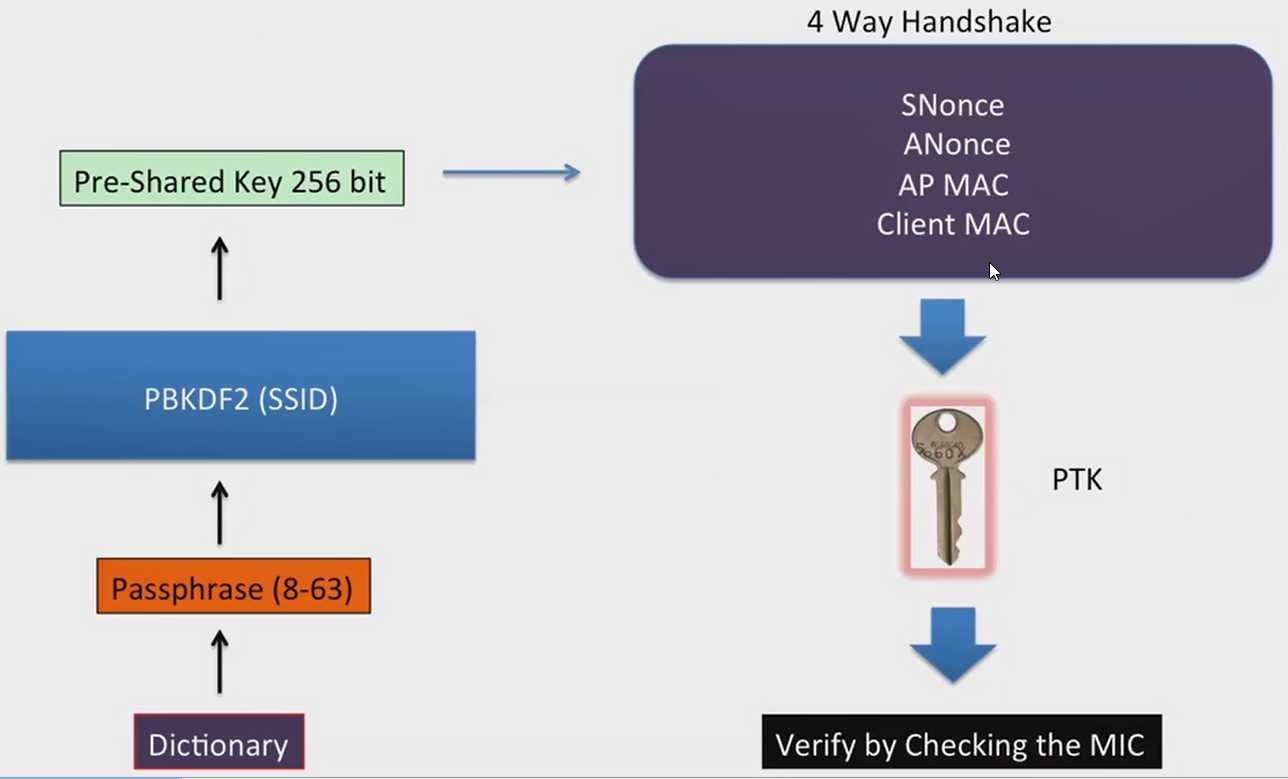 4 Way Handshake
SNonce
ANonce
AP MAC
Client MAC
Pre-Shared Key 256 bit
PBKDF2 (SSID)
Passphrase (8-63)
Dictionary
PTK
Verify by Checking the MIC